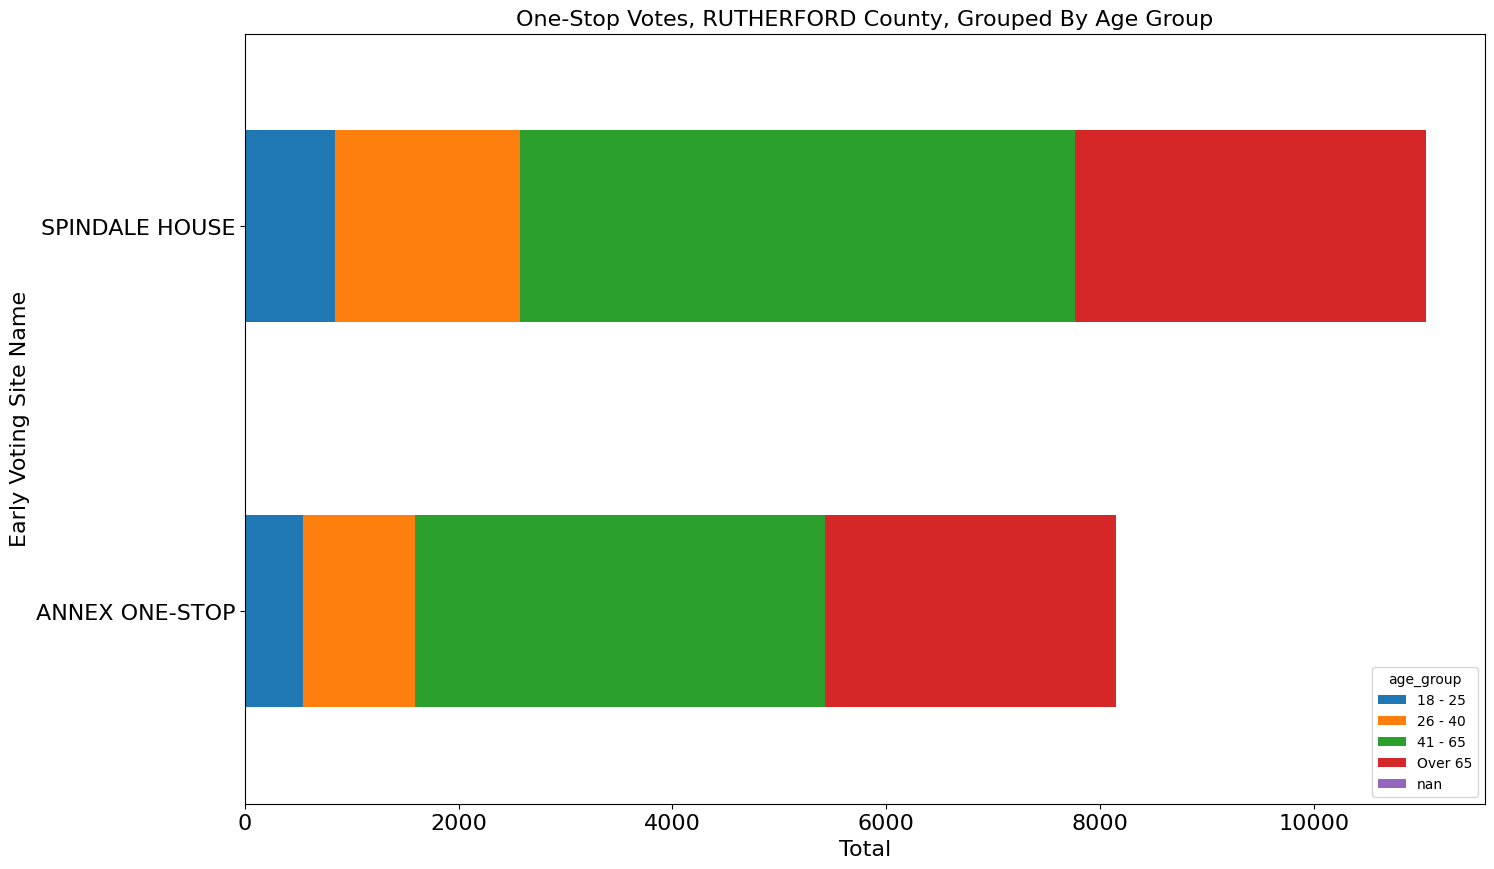 One-Stop Votes, RUTHERFORD County, Grouped By Age Group
Early Voting Site Name
SPINDALE HOUSE
ANNEX ONE-STOP
age_group
18 - 25
26 - 40
41 - 65
Over 65
nan
0 2000 4000 6000 8000 10000
Total